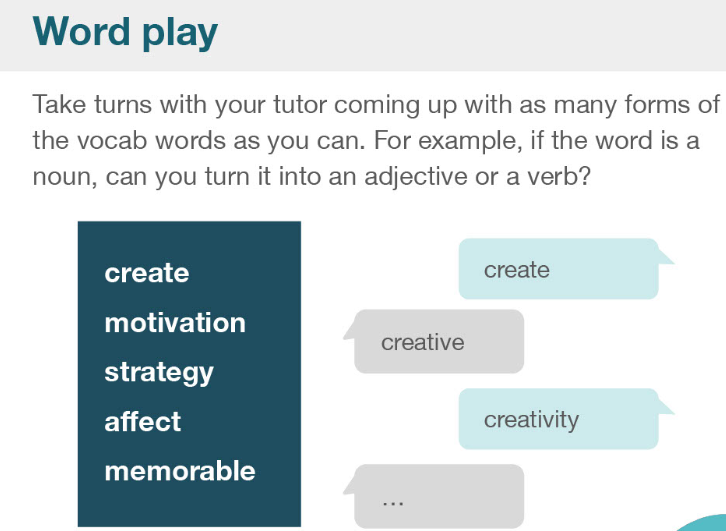 Word play
Take turns with your tutor coming up with as many forms of
the vocab words as you can. For example, if the word is a
noun, can you turn it into an adjective or a verb?
create
motivation
strategy
affect
memorable
create
creative
creativity
...